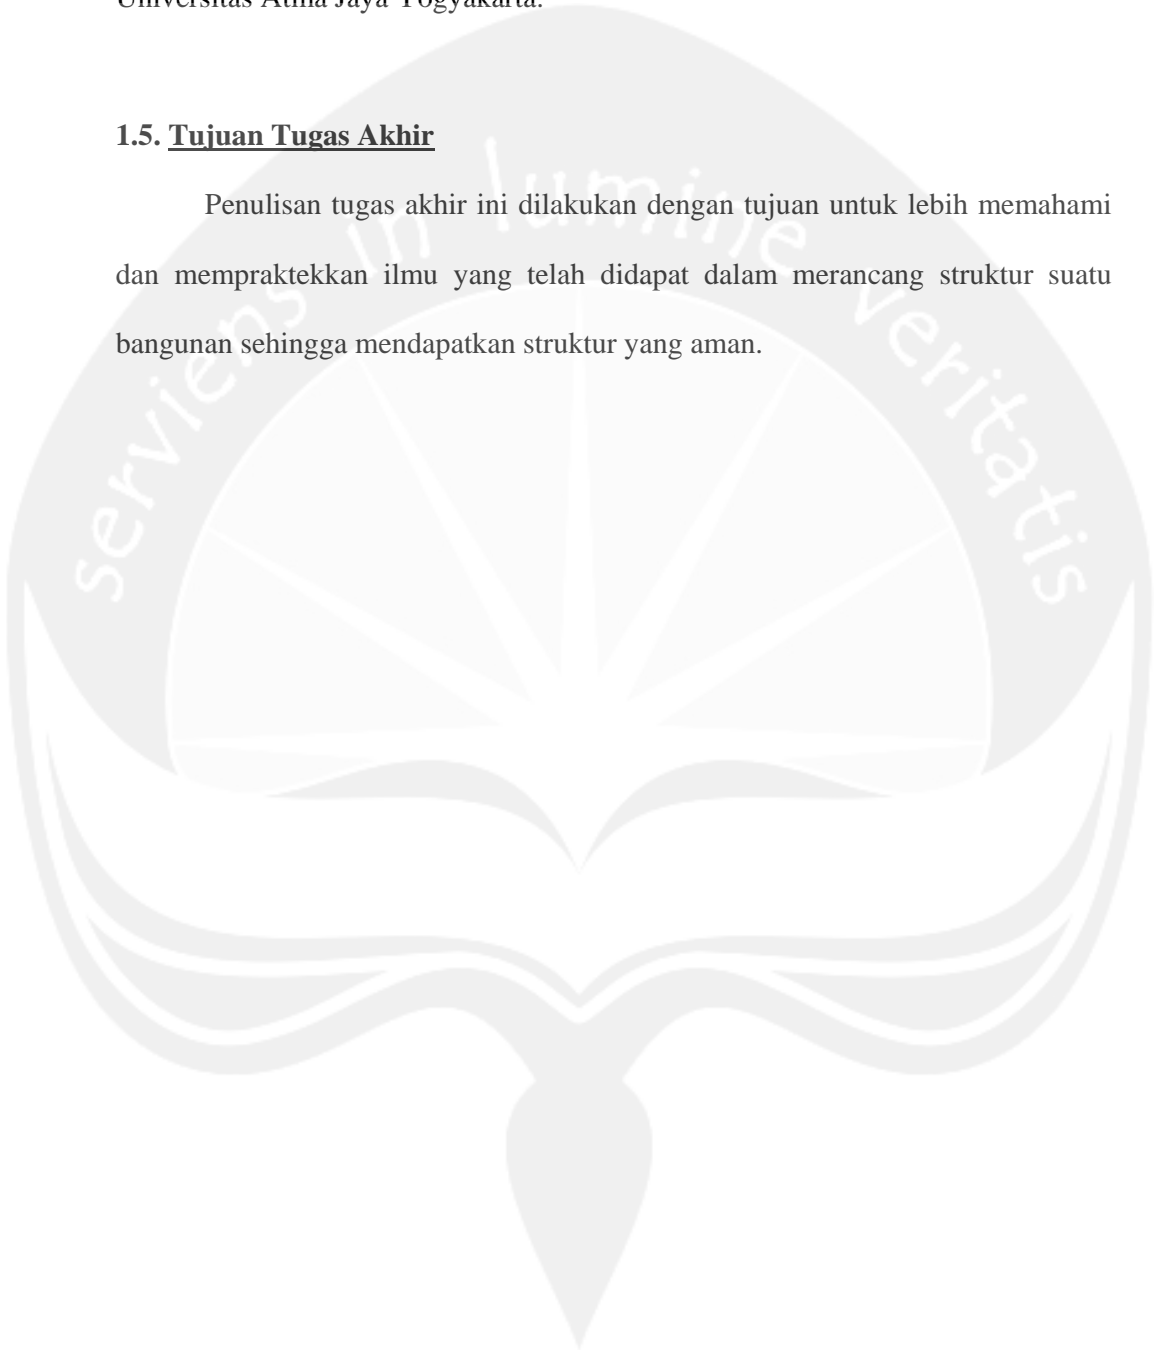 Universitas Atma Jaya Yogyakarta.
1.5. Tujuan Tugas Akhir
Penulisan tugas akhir ini dilakukan dengan tujuan untuk lebih memahami
dan mempraktekkan ilmu yang telah didapat dalam merancang struktur suatu
bangunan sehingga mendapatkan struktur yang aman.
serviens in lumine veritatis